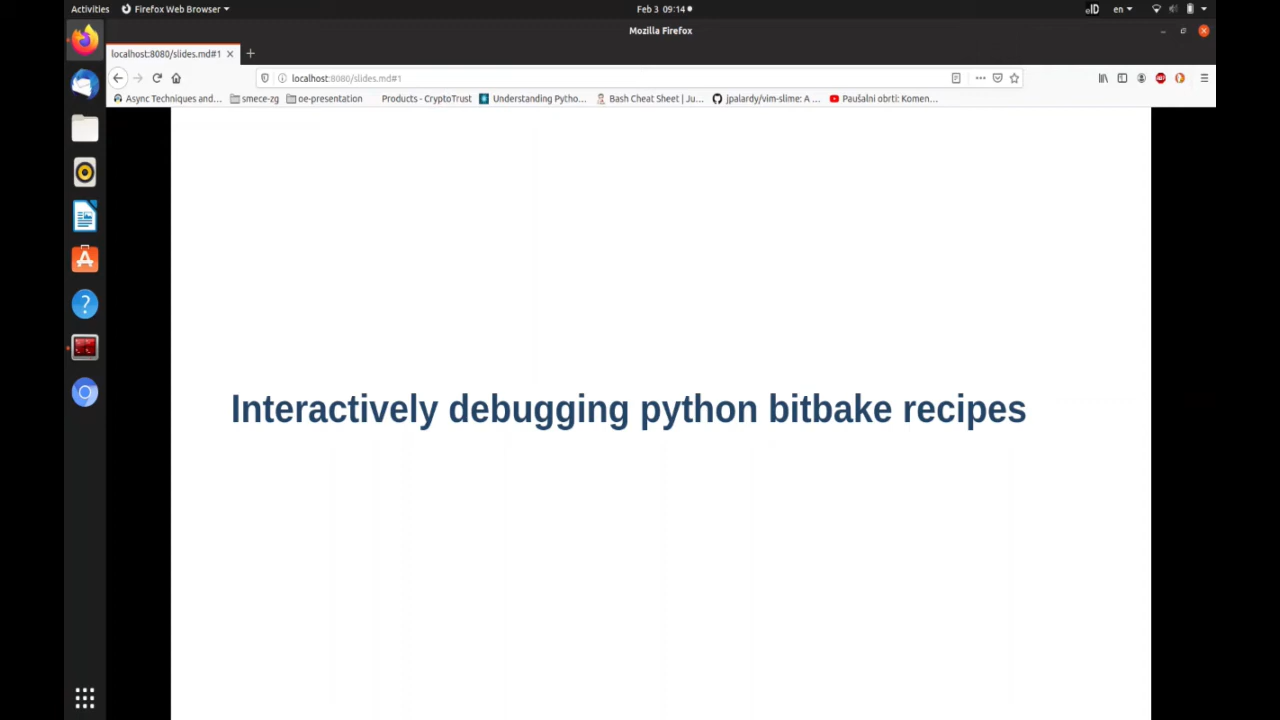 Activities Firefox Web Browser Feb 3 09:14 en
Mozilla Firefox
localhost:8080/slides.md#1
localhost:8080/slides.md#1
Async Techniques and... smece-zg oe-presentation Products - CryptoTrust Understanding Pytho... Bash Cheat Sheet | Ju... jpalardy/vim-slime: A ... Paušalni obrti: Komen...
Interactively debugging python bitbake recipes